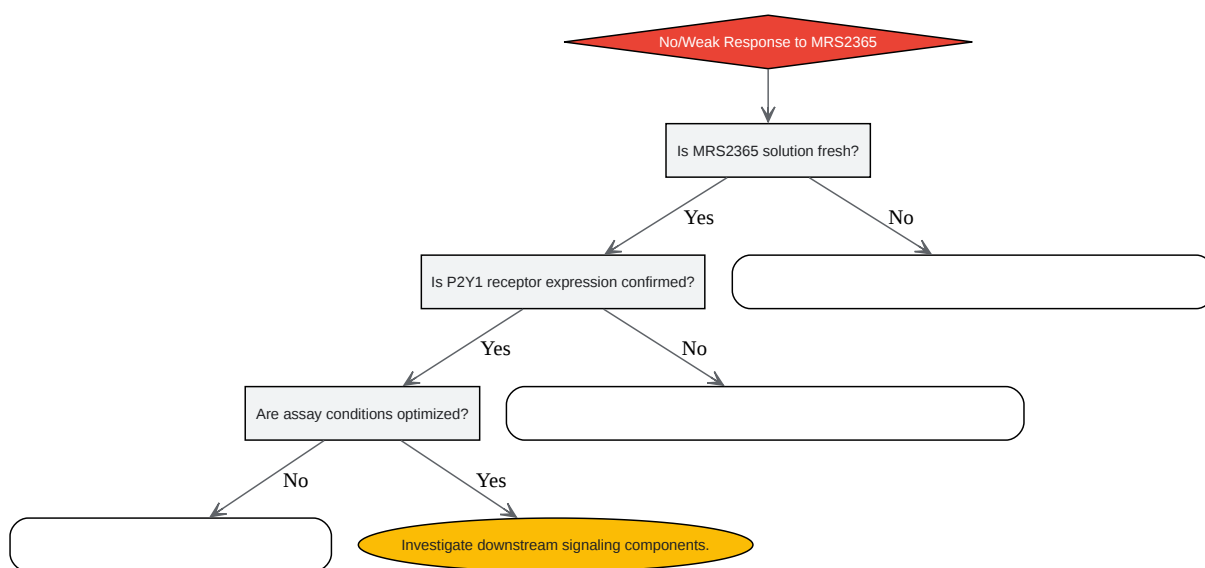 No/Weak Response to MRS2365
Is MRS2365 solution fresh?
Yes
No
Is P2Y1 receptor expression confirmed?
Yes
No
Are assay conditions optimized?
No
Yes
Investigate downstream signaling components.